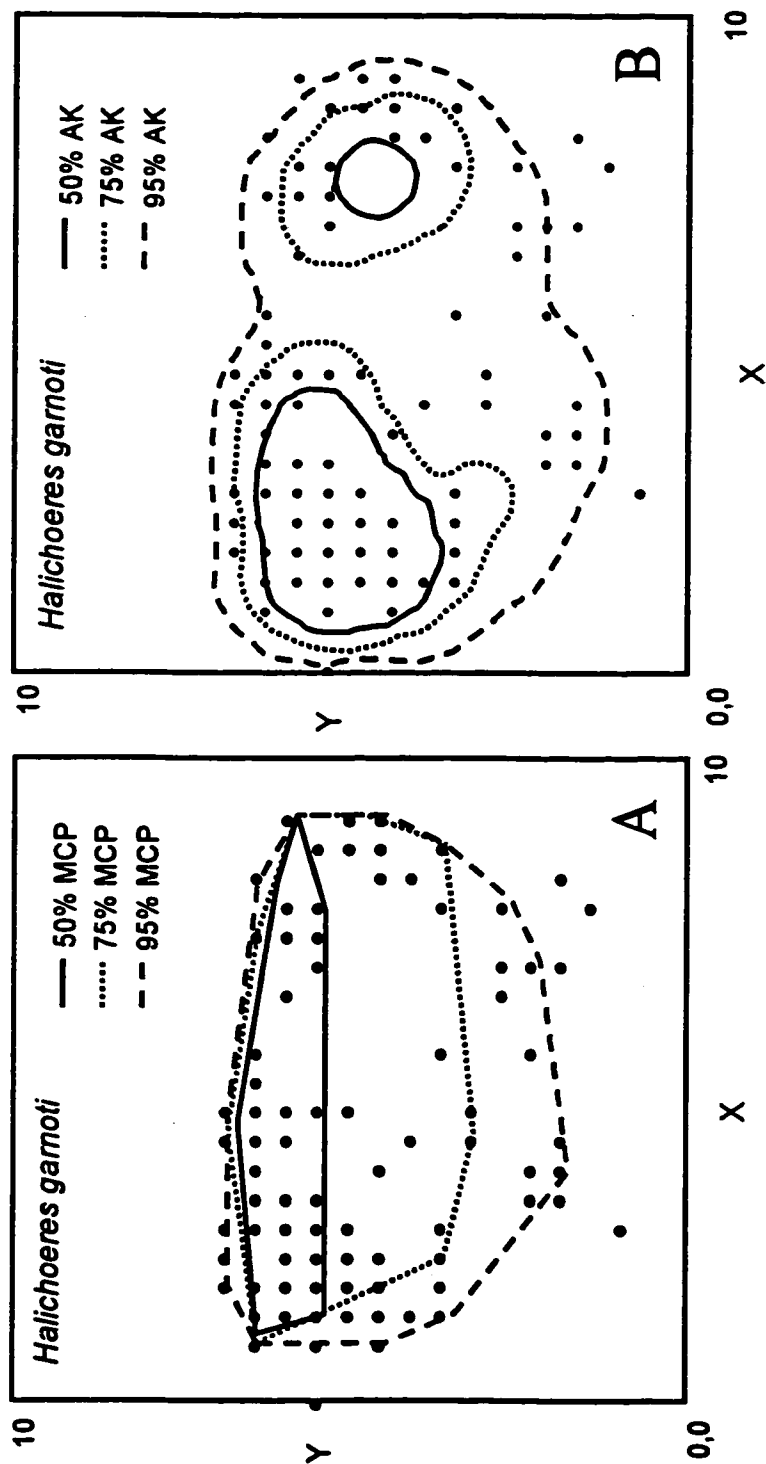 10
Halichoeres garnoti
50% MCP
75% MCP
95% MCP
Y
A
0,0
X
10
10
Halichoeres garnoti
50% AK
75% AK
95% AK
Y
B
0,0
X
10